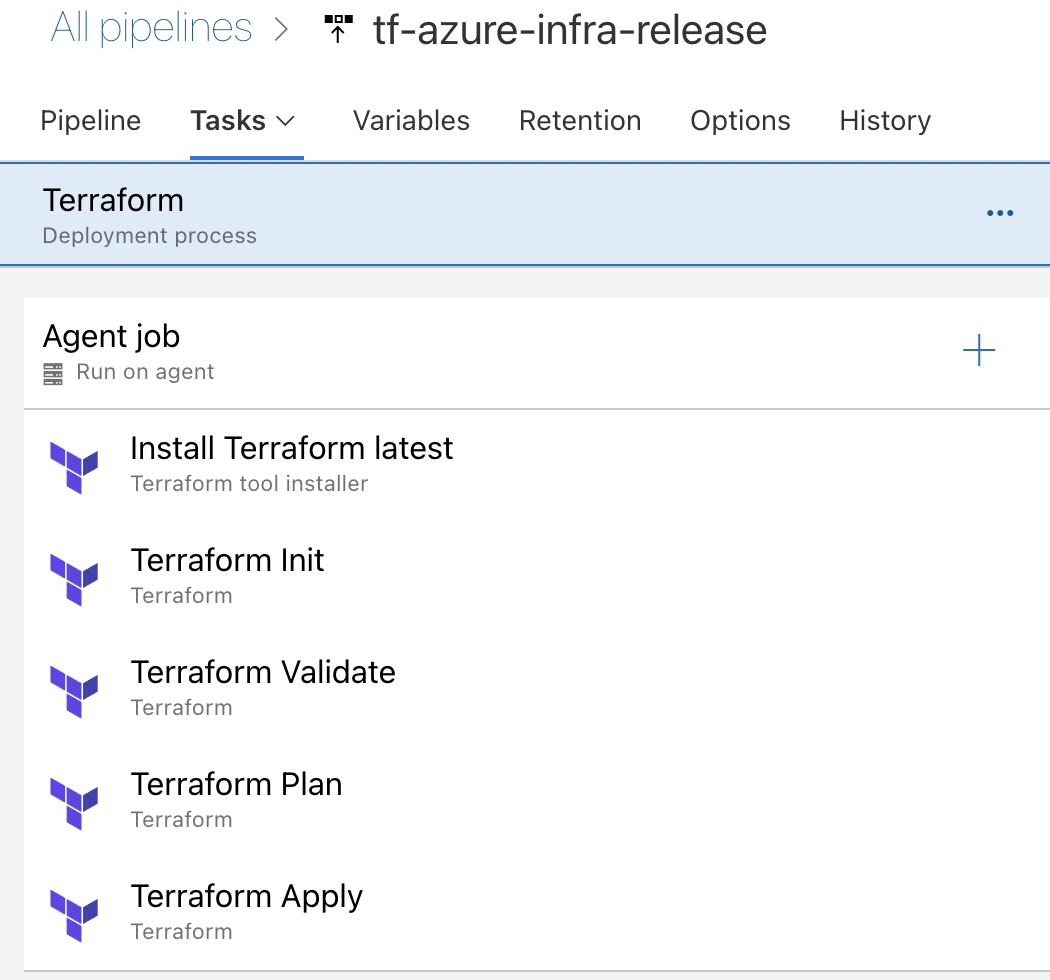 All pipelines > tf-azure-infra-release
Pipeline Tasks Variables Retention Options History
Terraform
Deployment process
Agent job
Run on agent
Install Terraform latest
Terraform tool installer
Terraform Init
Terraform
Terraform Validate
Terraform
Terraform Plan
Terraform
Terraform Apply
Terraform